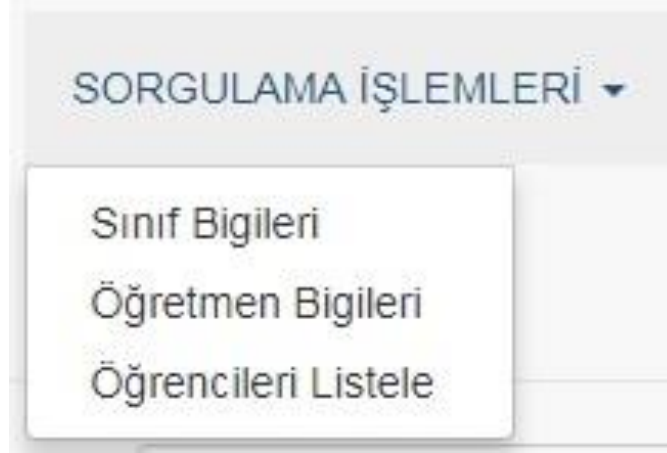 SORGULAMA İŞLEMLERİ
Sınıf Bigileri
Öğretmen Bigileri
Öğrencileri Listele